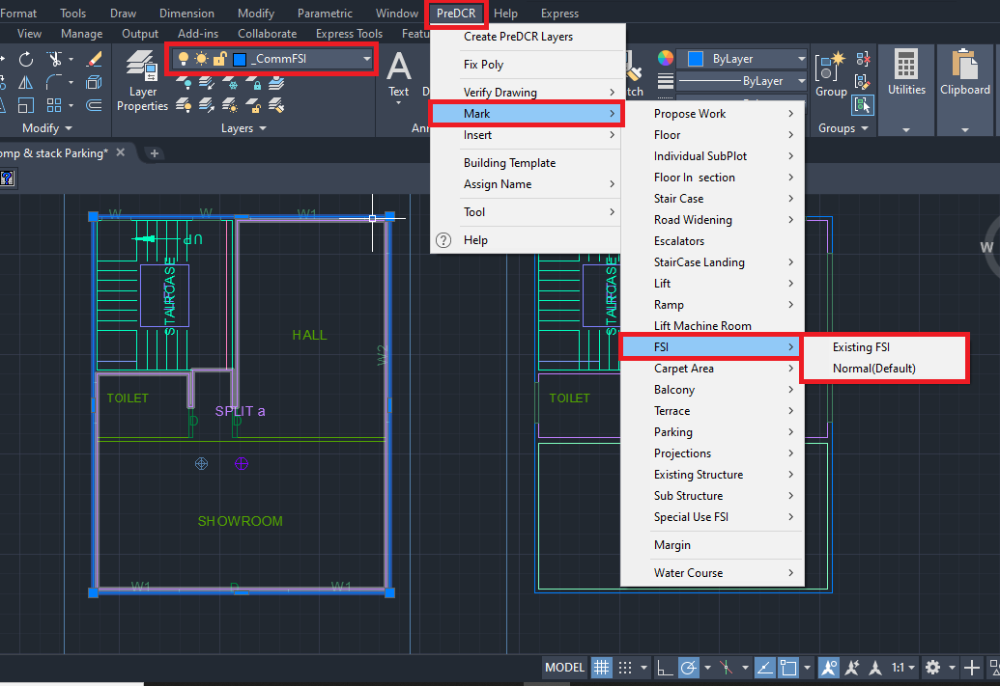 Format Tools Draw Dimension Modify Parametric Window PreDCR Help Express
View Manage Output Add-ins Collaborate Express Tools Featu
_CommFSI
ByLayer
ByLayer
Layer
Properties
A
Text
D
tch
Group
Utilities
Clipboard
Modify
Layers
Ann
Groups
omp & stack Parking*
Create PreDCR Layers
Fix Poly
Verify Drawing
Mark
Insert
Building Template
Assign Name
Tool
Help
Propose Work
Floor
Individual SubPlot
Floor In section
Stair Case
Road Widening
Escalators
StairCase Landing
Lift
Ramp
Lift Machine Room
FSI
Carpet Area
Balcony
Terrace
Parking
Projections
Existing Structure
Sub Structure
Special Use FSI
Margin
Water Course
Existing FSI
Normal(Default)
W W W1
UP
STAIRCASE
HALL
W2
TOILET
SPLIT a
D D
SHOWROOM
W1 D W1
STAIRCASE
TOILET
W
MODEL 1:1